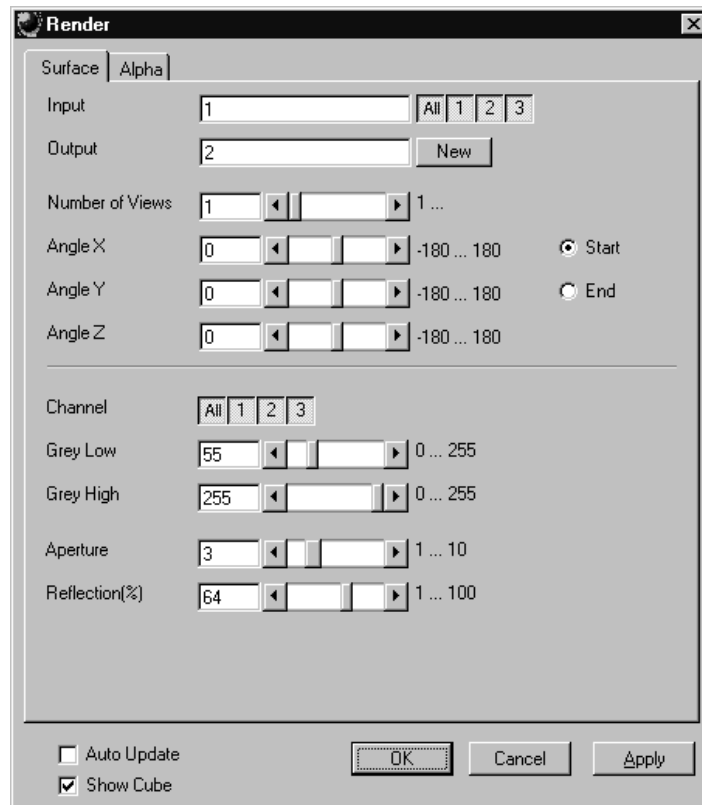 Render
Surface Alpha
Input 1 All 1 2 3
Output 2 New
Number of Views 1 1 ...
Angle X 0 -180 ... 180 Start
Angle Y 0 -180 ... 180 End
Angle Z 0 -180 ... 180
Channel All 1 2 3
Grey Low 55 0 ... 255
Grey High 255 0 ... 255
Aperture 3 1 ... 10
Reflection(%) 64 1 ... 100
Auto Update OK Cancel Apply
Show Cube